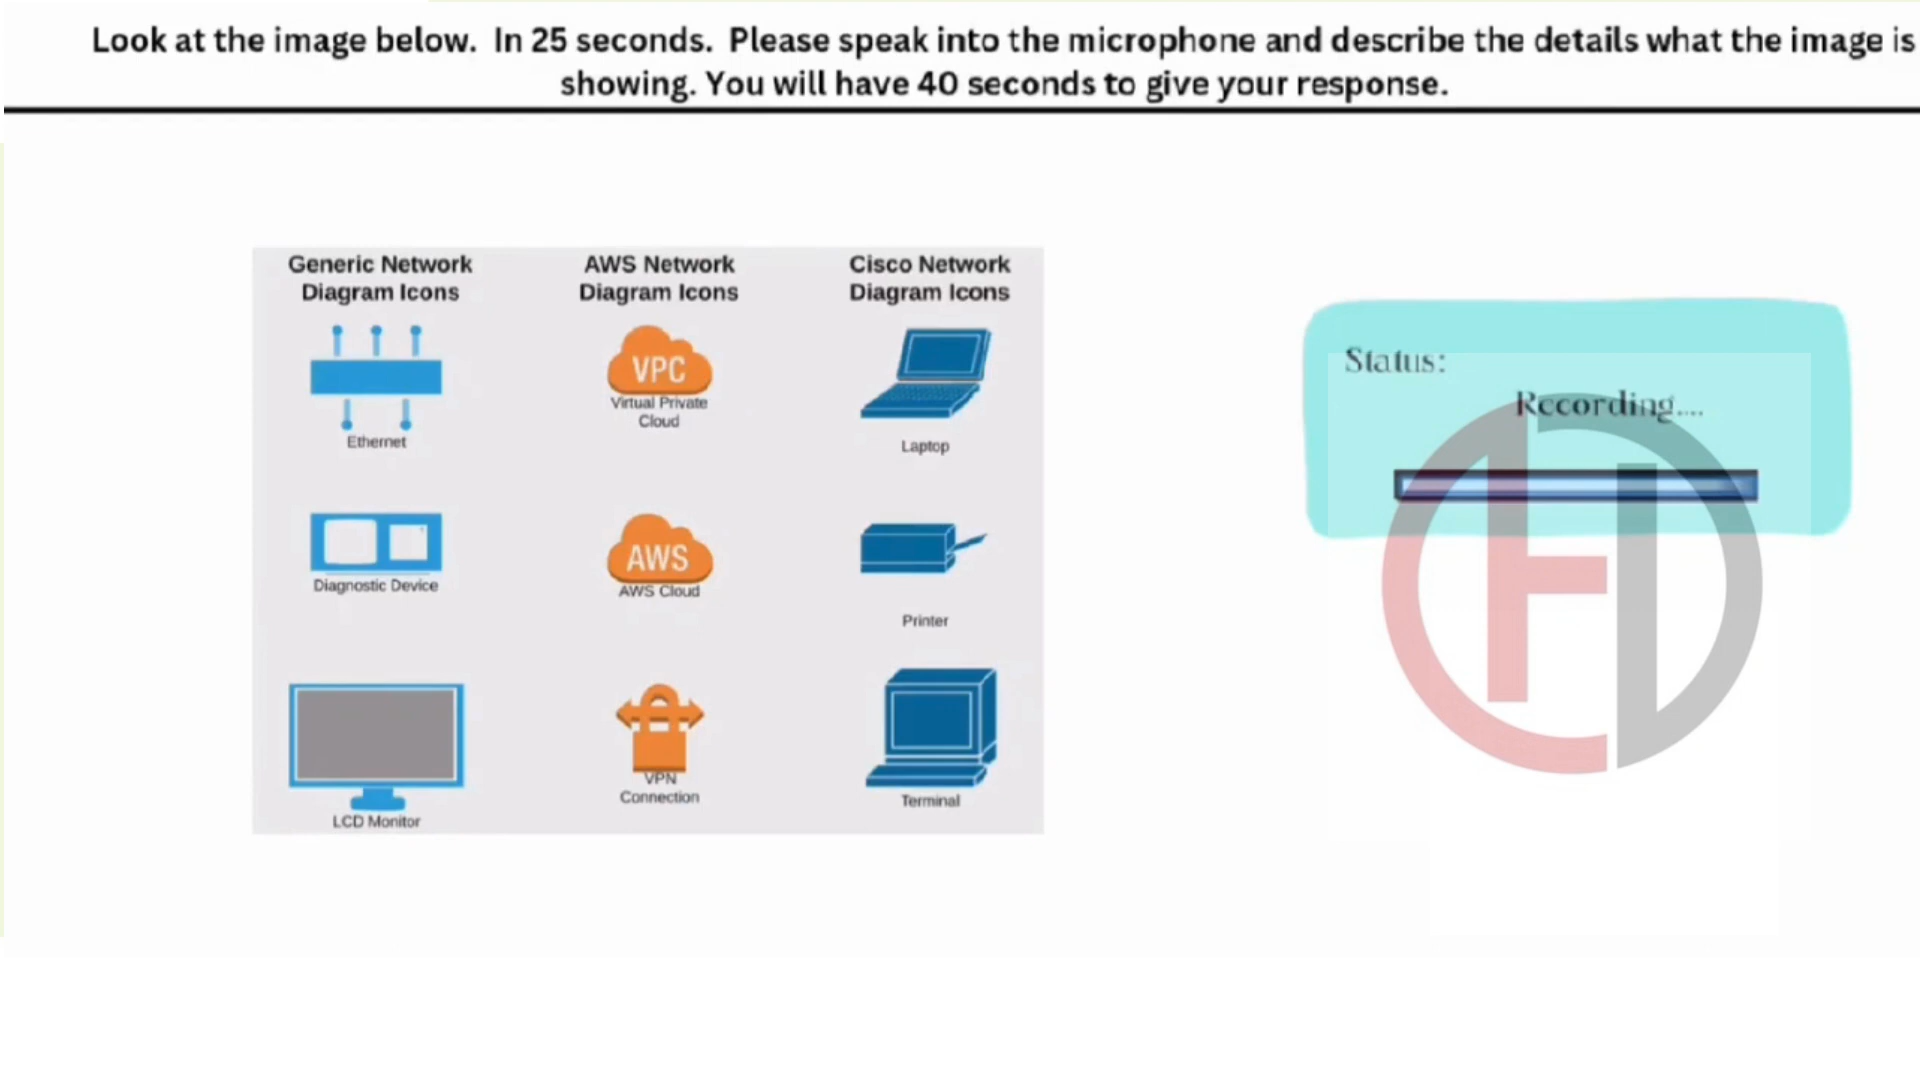 Look at the image below.  In 25 seconds.  Please speak into the microphone and describe the details what the image is
showing. You will have 40 seconds to give your response.
Generic Network
Diagram Icons
Ethernet
Diagnostic Device
LCD Monitor
AWS Network
Diagram Icons
VPC
Virtual Private
Cloud
AWS
AWS Cloud
VPN
Connection
Cisco Network
Diagram Icons
Laptop
Printer
Terminal
Status:
Recording....